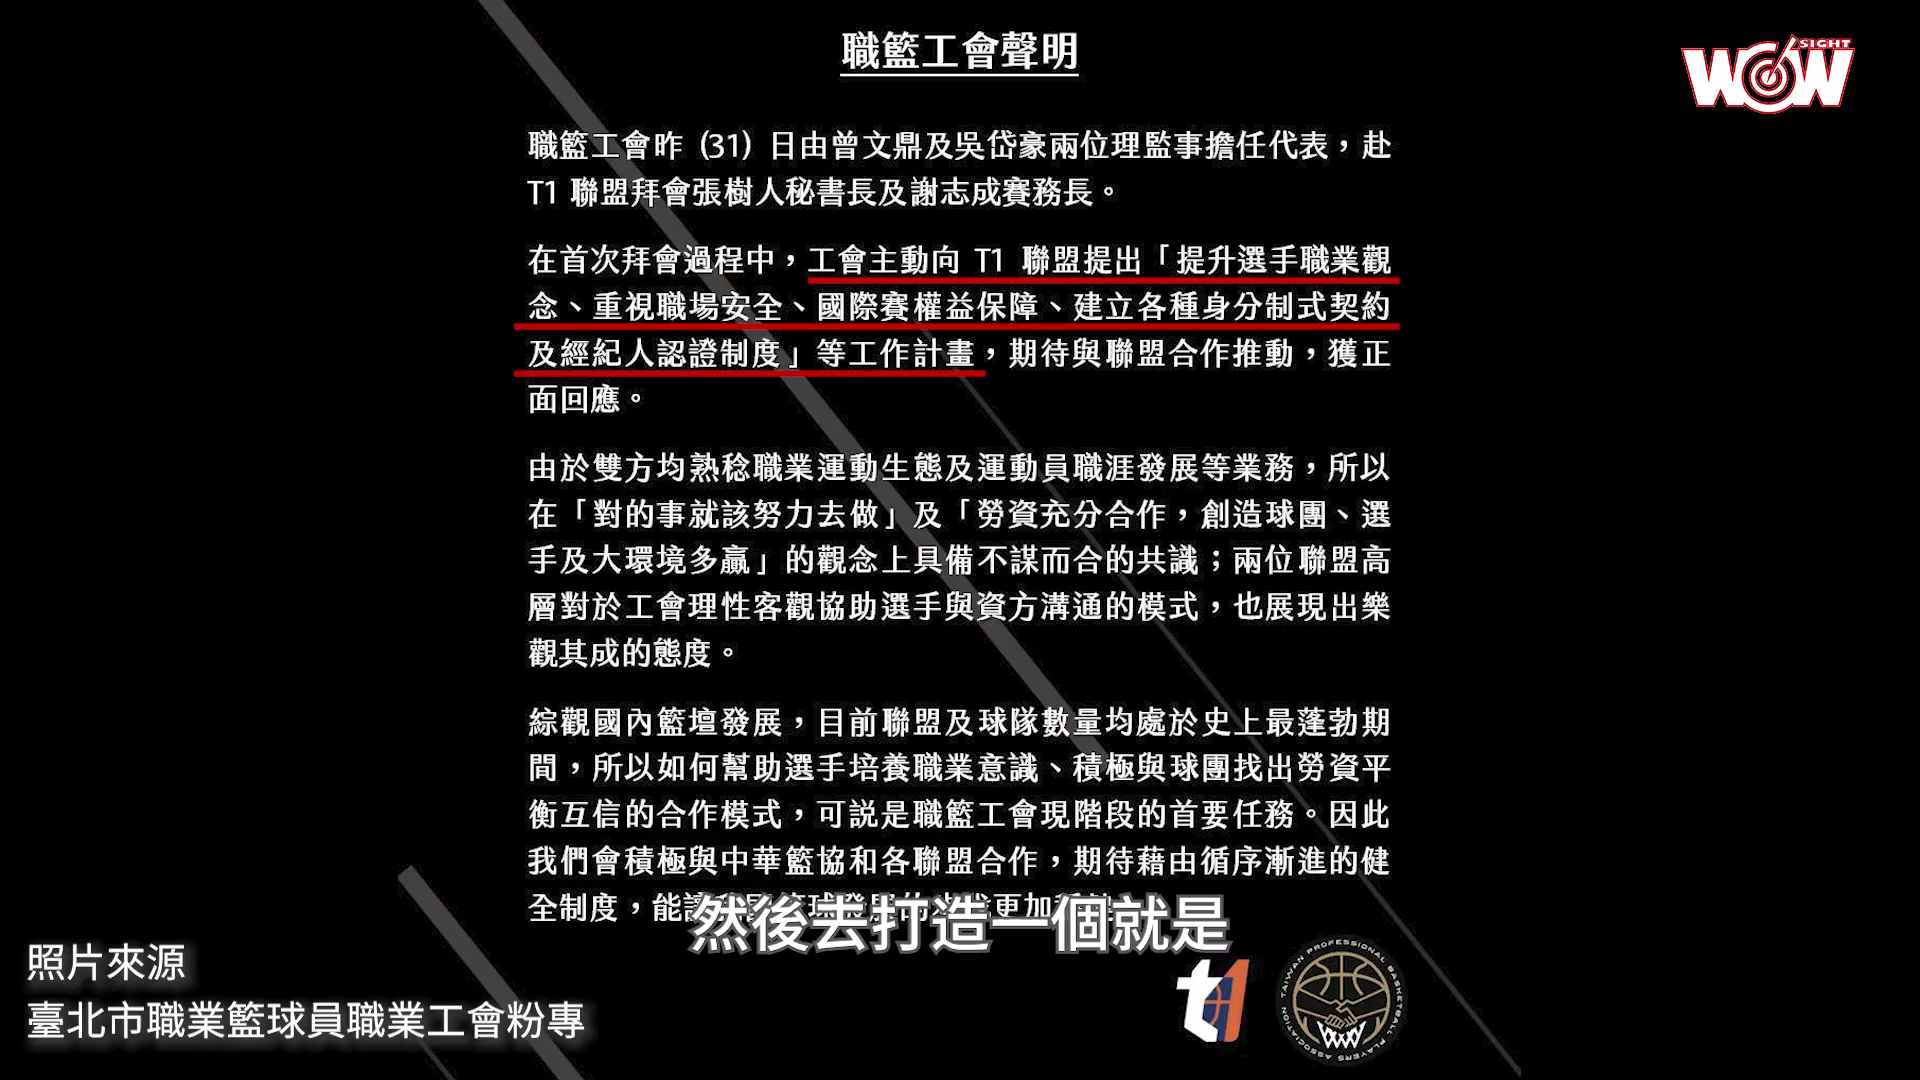 職籃工會聲明
SIGHT
WOW
職籃工會昨 (31) 日由曾文鼎及吳岱豪兩位理監事擔任代表，赴
T1 聯盟拜會張樹人秘書長及謝志成賽務長。
在首次拜會過程中，工會主動向 T1 聯盟提出「提升選手職業觀
念、重視職場安全、國際賽權益保障、建立各種身分制式契約
及經紀人認證制度」等工作計畫，期待與聯盟合作推動，獲正
面回應。
由於雙方均熟稔職業運動生態及運動員職涯發展等業務，所以
在「對的事就該努力去做」及「勞資充分合作，創造球團、選
手及大環境多贏」的觀念上具備不謀而合的共識；兩位聯盟高
層對於工會理性客觀協助選手與資方溝通的模式，也展現出樂
觀其成的態度。
綜觀國內籃壇發展，目前聯盟及球隊數量均處於史上最蓬勃期
間，所以如何幫助選手培養職業意識、積極與球團找出勞資平
衡互信的合作模式，可説是職籃工會現階段的首要任務。因此
我們會積極與中華籃協和各聯盟合作，期待藉由循序漸進的健
全制度，能
更加
然後去打造一個就是
照片來源
臺北市職業籃球員職業工會粉專
t1
TAIWAN PROFESSIONAL BASKETBALL PLAYERS ASSOCIATION